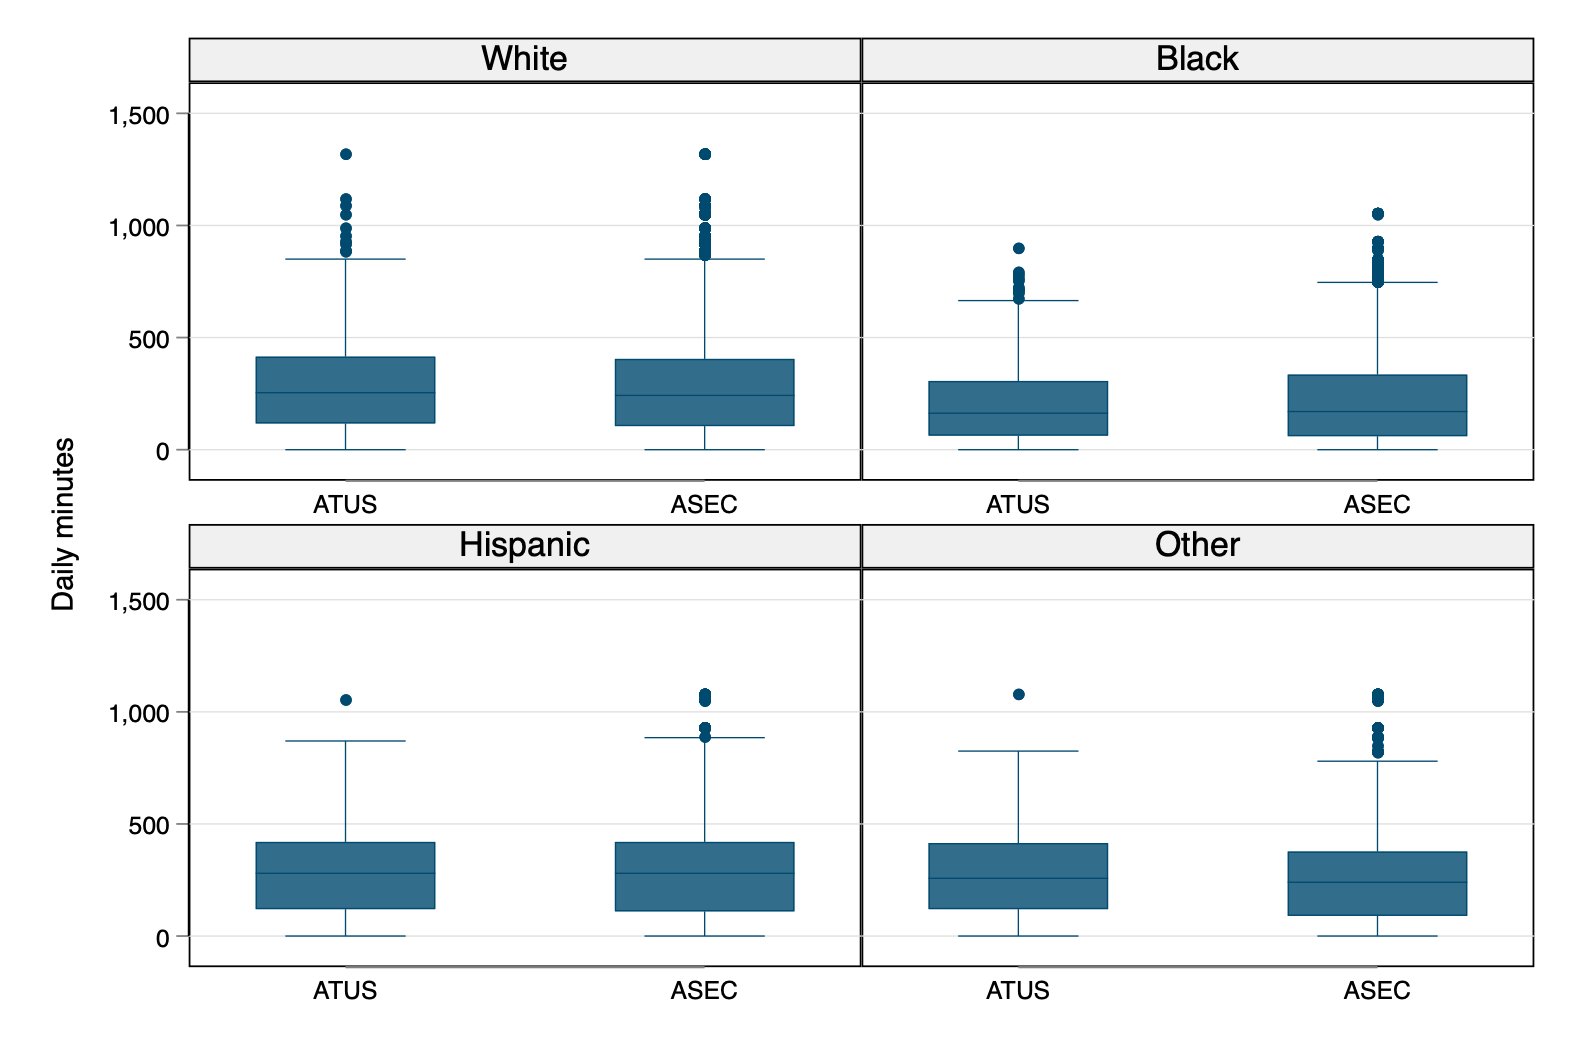 White
Black
1,500
1,000
500
0
ATUS
ASEC
ATUS
ASEC
Daily minutes
Hispanic
Other
1,500
1,000
500
0
ATUS
ASEC
ATUS
ASEC